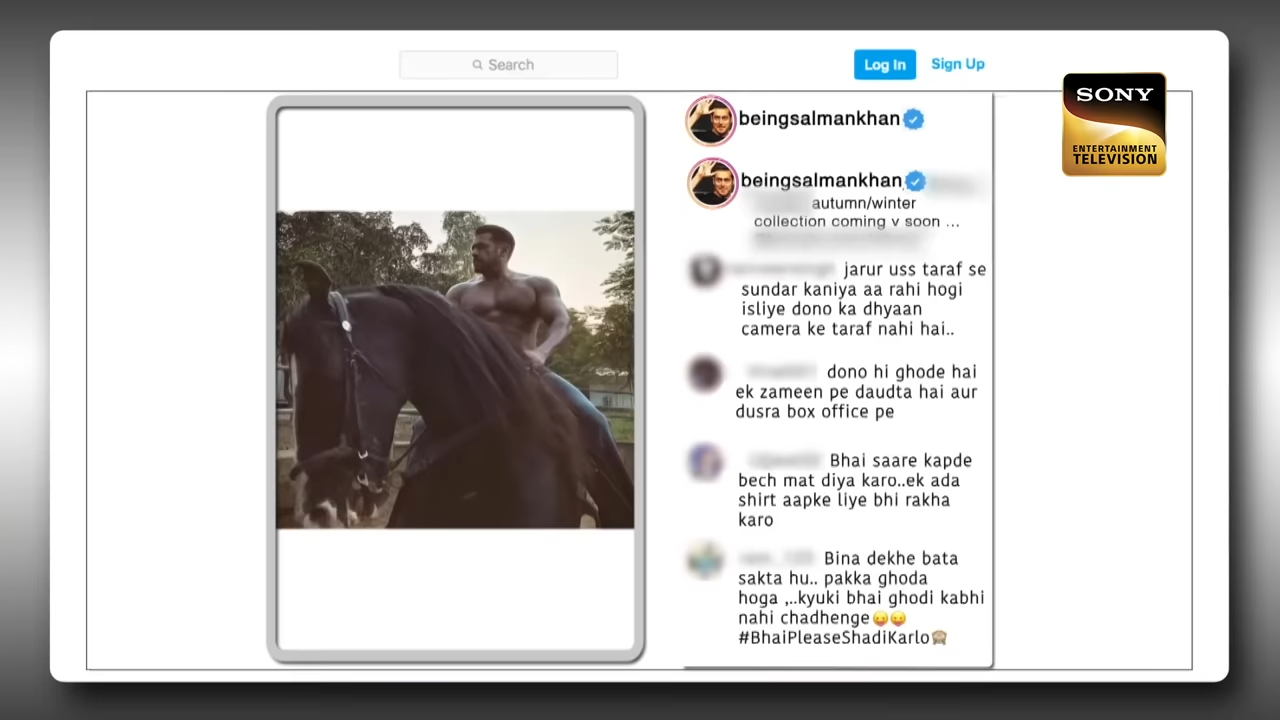 Search
Log In
Sign Up
SONY
ENTERTAINMENT
TELEVISION
beingsalmankhan
beingsalmankhan
autumn/winter
collection coming v soon ...
jarur uss taraf se
sundar kaniya aa rahi hogi
isliye dono ka dhyaan
camera ke taraf nahi hai..
dono hi ghode hai
ek zameen pe daudta hai aur
dusra box office pe
Bhai saare kapde
bech mat diya karo..ek ada
shirt aapke liye bhi rakha
karo
Bina dekhe bata
sakta hu.. pakka ghoda
hoga ,..kyuki bhai ghodi kabhi
nahi chadhenge😝😝
#BhaiPleaseShadiKarlo🙈